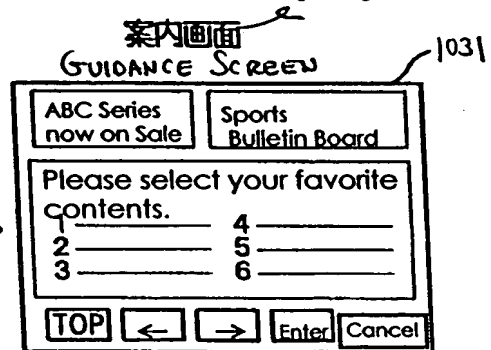 案内画面
GUIDANCE SCREEN
1031
ABC Series
now on Sale
Sports
Bulletin Board
Please select your favorite
contents.
1 4
2 5
3 6
TOP ← → Enter Cancel